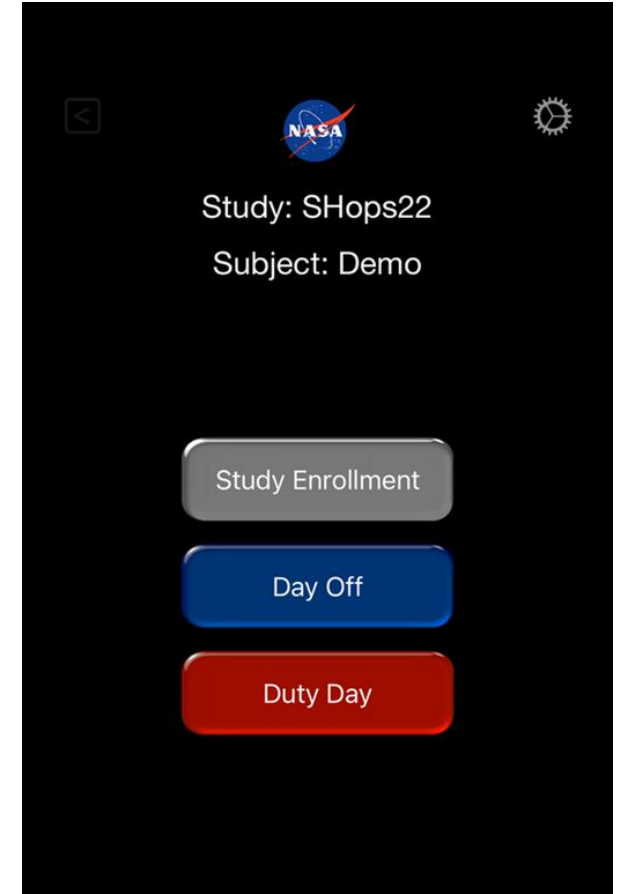 <
NASA
Study: SHops22
Subject: Demo
Study Enrollment
Day Off
Duty Day